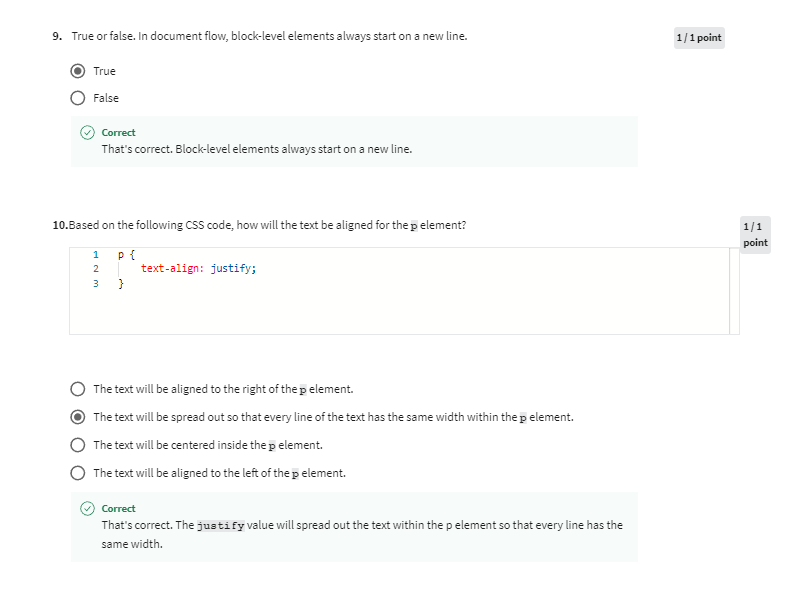 9. True or false. In document flow, block-level elements always start on a new line.
1 / 1 point
True
False
Correct
That's correct. Block-level elements always start on a new line.
10.Based on the following CSS code, how will the text be aligned for the p element?
1 / 1
point
1 p {
2 text-align: justify;
3 }
The text will be aligned to the right of the p element.
The text will be spread out so that every line of the text has the same width within the p element.
The text will be centered inside the p element.
The text will be aligned to the left of the p element.
Correct
That's correct. The justify value will spread out the text within the p element so that every line has the
same width.